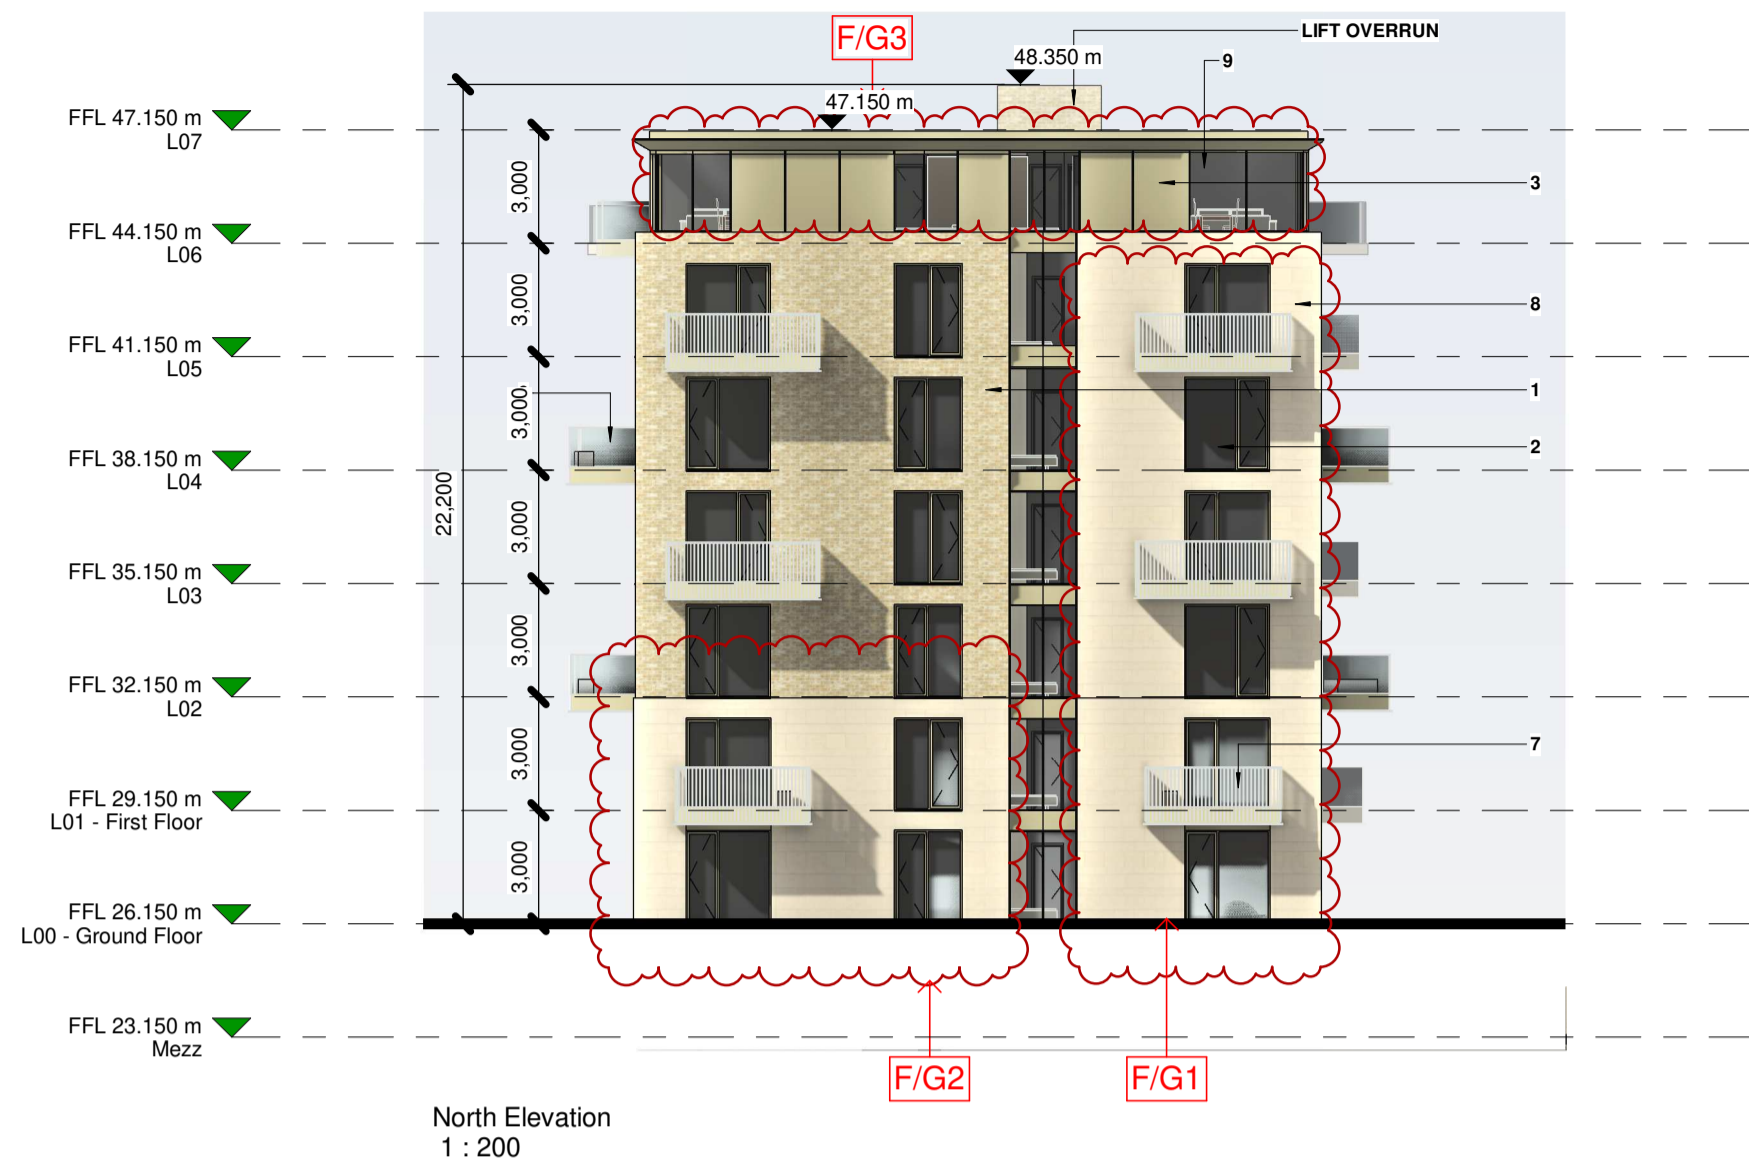 F/G3
LIFT OVERRUN
48.350 m
9
47.150 m
FFL 47.150 m
L07
3,000
3
FFL 44.150 m
L06
3,000
8
FFL 41.150 m
L05
3,000
1
2
FFL 38.150 m
L04
22,200
3,000
FFL 35.150 m
L03
3,000
FFL 32.150 m
L02
3,000
7
FFL 29.150 m
L01 - First Floor
3,000
FFL 26.150 m
L00 - Ground Floor
FFL 23.150 m
Mezz
F/G2
F/G1
North Elevation
1 : 200